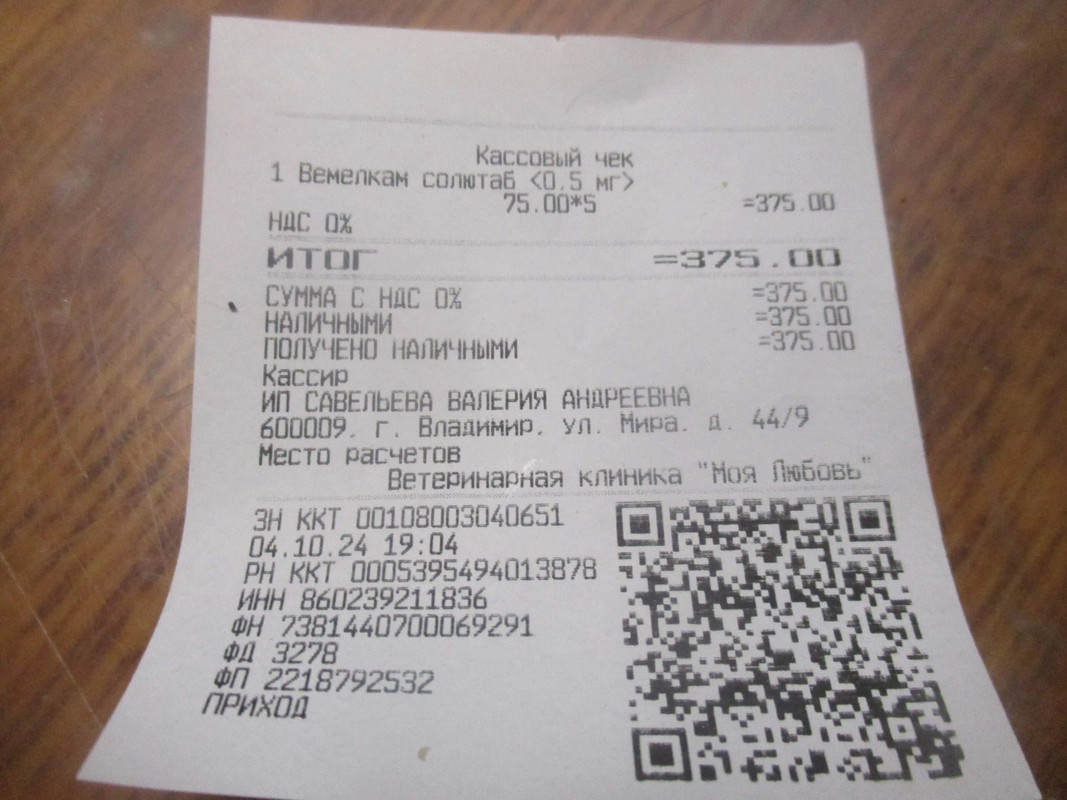 Кассовый чек
1 Вемелкам солютаб <0.5 мг>
75.00*5 =375.00
НДС 0%
ИТОГ =375.00
СУММА С НДС 0% =375.00
НАЛИЧНЫМИ =375.00
ПОЛУЧЕНО НАЛИЧНЫМИ =375.00
Кассир
ИП САВЕЛЬЕВА ВАЛЕРИЯ АНДРЕЕВНА
600009, г. Владимир, ул. Мира, д. 44/9
Место расчетов
Ветеринарная клиника "Моя Любовь"
ЗН ККТ 00108003040651
04.10.24 19:04
РН ККТ 0005395494013878
ИНН 860239211836
ФН 7381440700069291
ФД 3278
ФП 2218792532
ПРИХОД